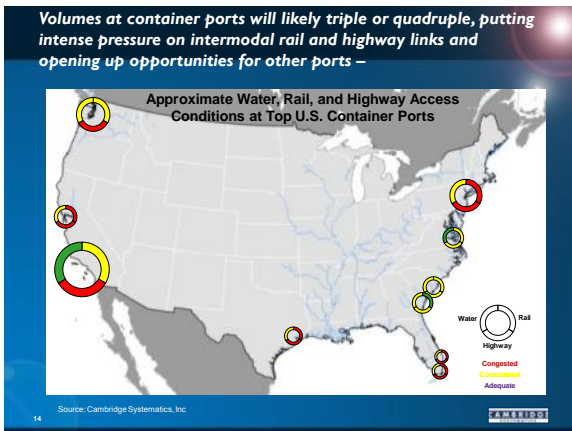 Volumes at container ports will likely triple or quadruple, putting
intense pressure on intermodal rail and highway links and
opening up opportunities for other ports –
Approximate Water, Rail, and Highway Access
Conditions at Top U.S. Container Ports
Water
Rail
Highway
Congested
Constrained
Adequate
Source: Cambridge Systematics, Inc
14
CAMBRIDGE
SYSTEMATICS